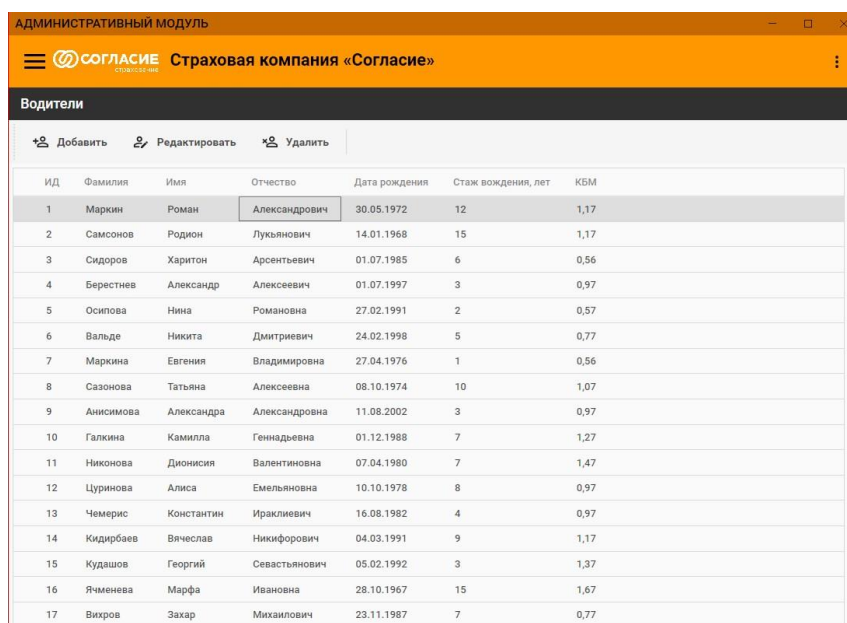 АДМИНИСТРАТИВНЫЙ МОДУЛЬ
СОГЛАСИЕ Страховая компания «Согласие»
Водители
Добавить Редактировать Удалить
ИД Фамилия Имя Отчество Дата рождения Стаж вождения, лет КБМ
1 Маркин Роман Александрович 30.05.1972 12 1,17
2 Самсонов Родион Лукьянович 14.01.1968 15 1,17
3 Сидоров Харитон Арсентьевич 01.07.1985 6 0,56
4 Берестнев Александр Алексеевич 01.07.1997 3 0,97
5 Осипова Нина Романовна 27.02.1991 2 0,57
6 Вальде Никита Дмитриевич 24.02.1998 5 0,77
7 Маркина Евгения Владимировна 27.04.1976 1 0,56
8 Сазонова Татьяна Алексеевна 08.10.1974 10 1,07
9 Анисимова Александра Александровна 11.08.2002 3 0,97
10 Галкина Камилла Геннадьевна 01.12.1988 7 1,27
11 Никонова Дионисия Валентиновна 07.04.1980 7 1,47
12 Цуринова Алиса Емельяновна 10.10.1978 8 0,97
13 Чемерис Константин Ираклиевич 16.08.1982 4 0,97
14 Кидирбаев Вячеслав Никифорович 04.03.1991 9 1,17
15 Кудашов Георгий Севастьянович 05.02.1992 3 1,37
16 Ячменева Марфа Ивановна 28.10.1967 15 1,67
17 Вихров Захар Михаилович 23.11.1987 7 0,77